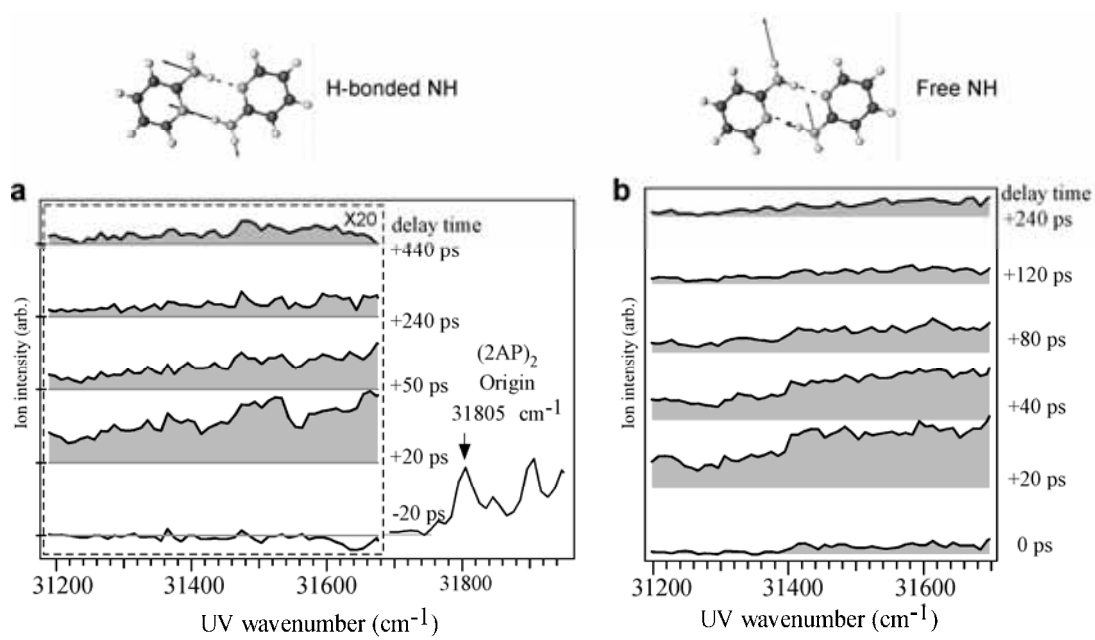 H-bonded NH
Free NH
a
X20
delay time
+440 ps
+240 ps
+50 ps
+20 ps
-20 ps
(2AP)2
Origin
31805 cm-1
Ion intensity (arb.)
31200
31400
31600
31800
UV wavenumber (cm-1)
b
delay time
+240 ps
+120 ps
+80 ps
+40 ps
+20 ps
0 ps
Ion intensity (arb.)
31200
31400
31600
UV wavenumber (cm-1)